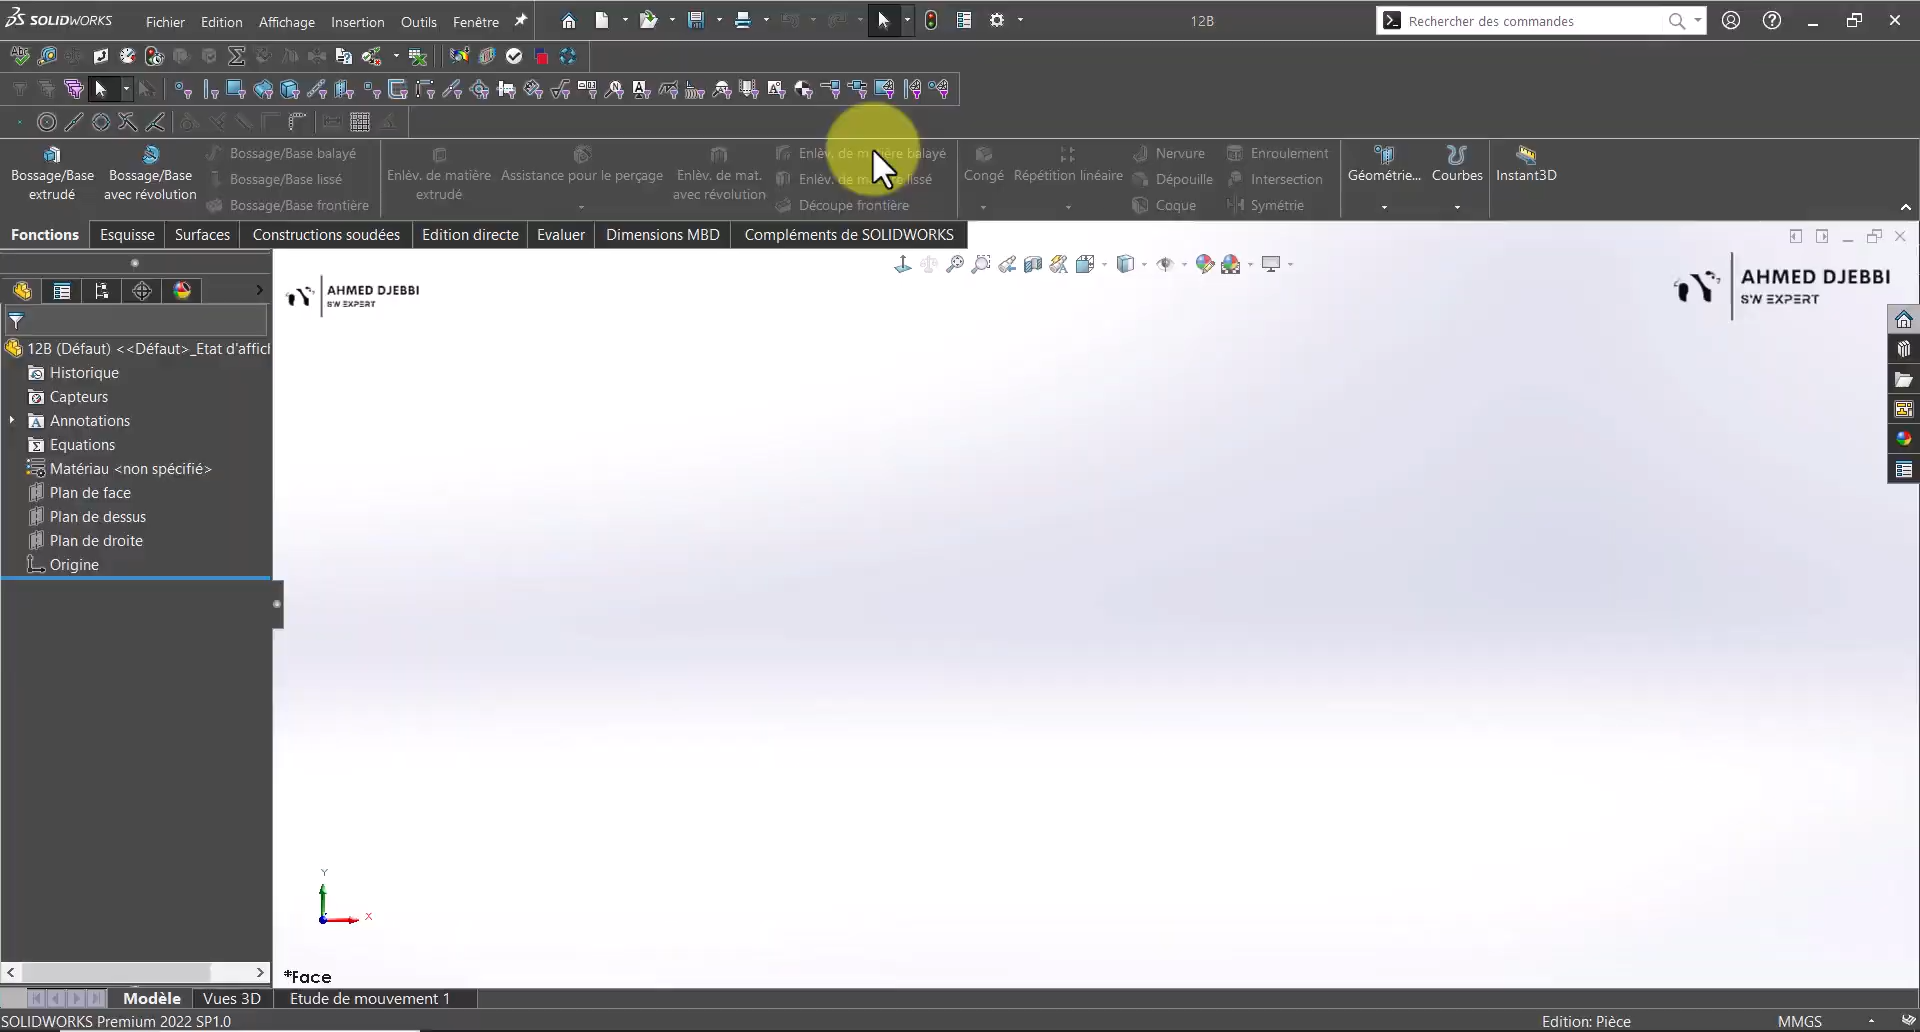 SOLIDWORKS Fichier Edition Affichage Insertion Outils Fenêtre 12B Rechercher des commandes
Bossage/Base extrudé
Bossage/Base avec révolution
Bossage/Base balayé
Bossage/Base lissé
Bossage/Base frontière
Enlèv. de matière extrudé
Assistance pour le perçage
Enlèv. de mat. avec révolution
Enlèv. de matière balayé
Découpe frontière
Congé
Répétition linéaire
Nervure
Dépouille
Coque
Enroulement
Intersection
Symétrie
Géométrie...
Courbes
Instant3D
Fonctions Esquisse Surfaces Constructions soudées Edition directe Evaluer Dimensions MBD Compléments de SOLIDWORKS
AHMED DJEBBI
SW EXPERT
AHMED DJEBBI
SW EXPERT
12B (Défaut) <<Défaut>_Etat d'affich
Historique
Capteurs
Annotations
Equations
Matériau <non spécifié>
Plan de face
Plan de dessus
Plan de droite
Origine
Y
X
*Face
Modèle Vues 3D Etude de mouvement 1
SOLIDWORKS Premium 2022 SP1.0 Edition: Pièce MMGS